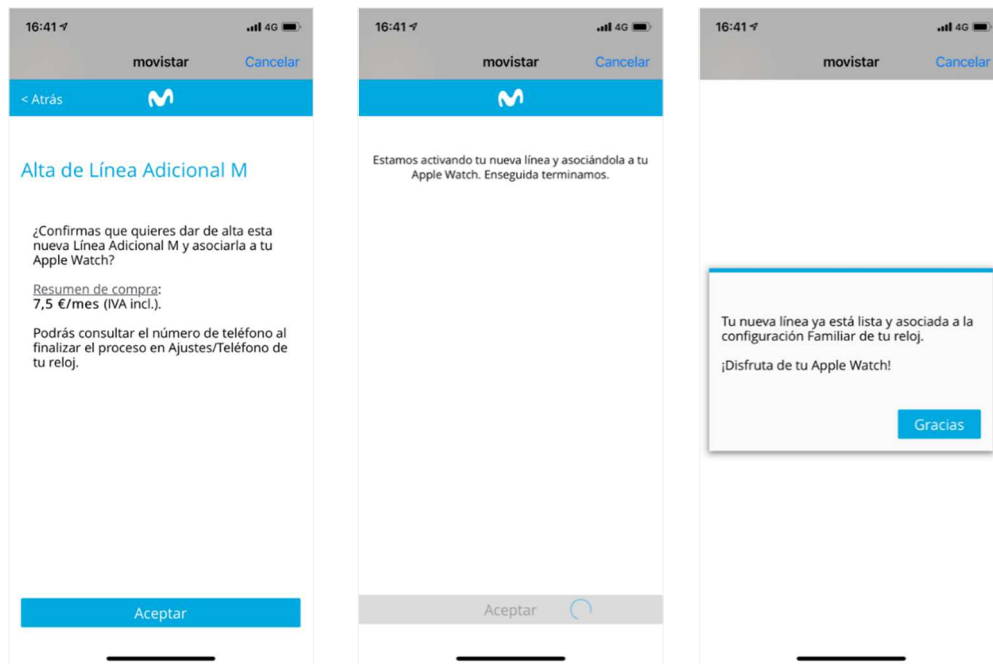 16:41
4G
movistar
Cancelar
< Atrás
Alta de Línea Adicional M
¿Confirmas que quieres dar de alta esta
nueva Línea Adicional M y asociarla a tu
Apple Watch?
Resumen de compra:
7,5 €/mes (IVA incl.).
Podrás consultar el número de teléfono al
finalizar el proceso en Ajustes/Teléfono de
tu reloj.
Aceptar
16:41
4G
movistar
Cancelar
Estamos activando tu nueva línea y asociándola a tu
Apple Watch. Enseguida terminamos.
Aceptar
16:41
4G
movistar
Cancelar
Tu nueva línea ya está lista y asociada a la
configuración Familiar de tu reloj.
¡Disfruta de tu Apple Watch!
Gracias